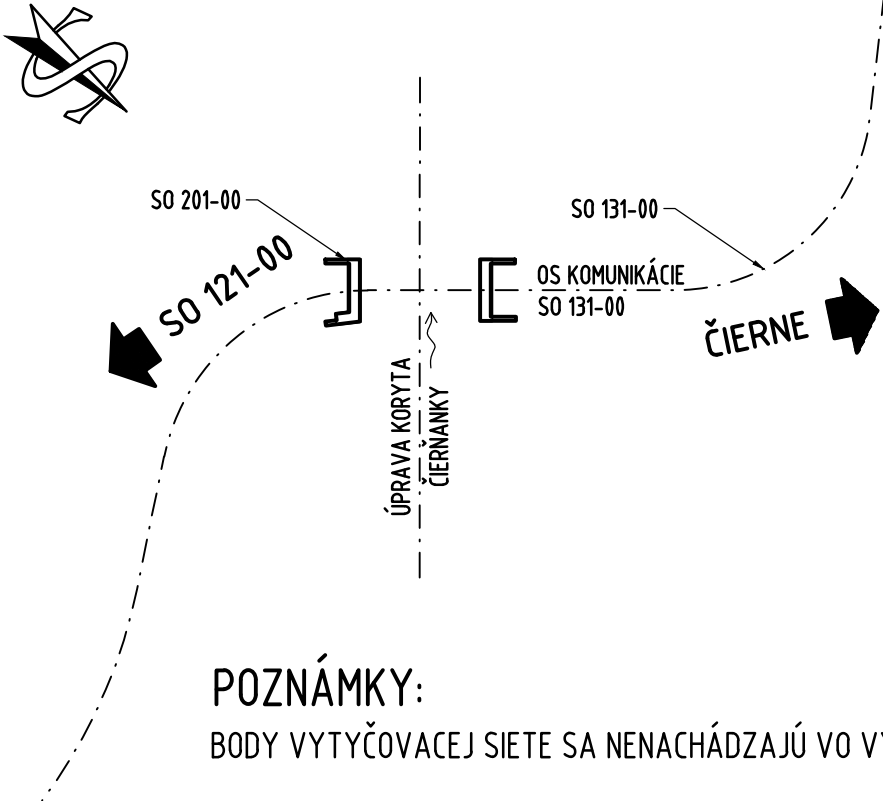 SO 201-00
SO 131-00
SO 121-00
OS KOMUNIKÁCIE
SO 131-00
ČIERNE
ÚPRAVA KORYTA
ČIERŇANKY
POZNÁMKY:
BODY VYTYČOVACEJ SIETE SA NENACHÁDZAJÚ VO